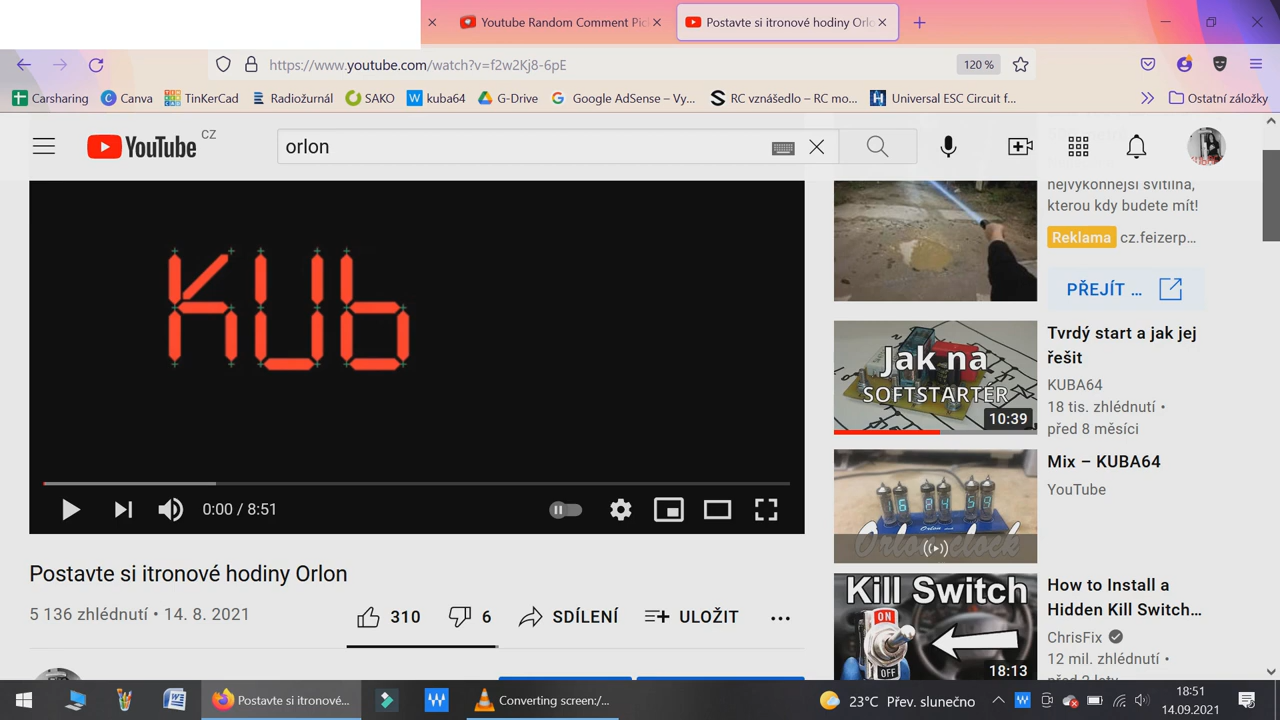 Youtube Random Comment Pic
Postavte si itronové hodiny Orlo
https://www.youtube.com/watch?v=f2w2Kj8-6pE
120 %
Carsharing
Canva
TinKerCad
Radiožurnál
SAKO
kuba64
G-Drive
Google AdSense – Vy...
RC vznášedlo – RC mo...
Universal ESC Circuit f...
Ostatní záložky
YouTube CZ
orlon
KUb
0:00 / 8:51
Postavte si itronové hodiny Orlon
5 136 zhlédnutí • 14. 8. 2021
310
6
SDÍLENÍ
ULOŽIT
nejvýkonnější svítilna,
kterou kdy budete mít!
Reklama cz.feizerp...
PŘEJÍT ...
Jak na
SOFTSTARTÉR
10:39
Tvrdý start a jak jej
řešit
KUBA64
18 tis. zhlédnutí •
před 8 měsíci
16 84 59
Orlon clock
Mix – KUBA64
YouTube
Kill Switch
ON
OFF
18:13
How to Install a
Hidden Kill Switch...
ChrisFix
12 mil. zhlédnutí •
Postavte si itronové...
Converting screen:/...
23°C Přev. slunečno
18:51
14.09.2021